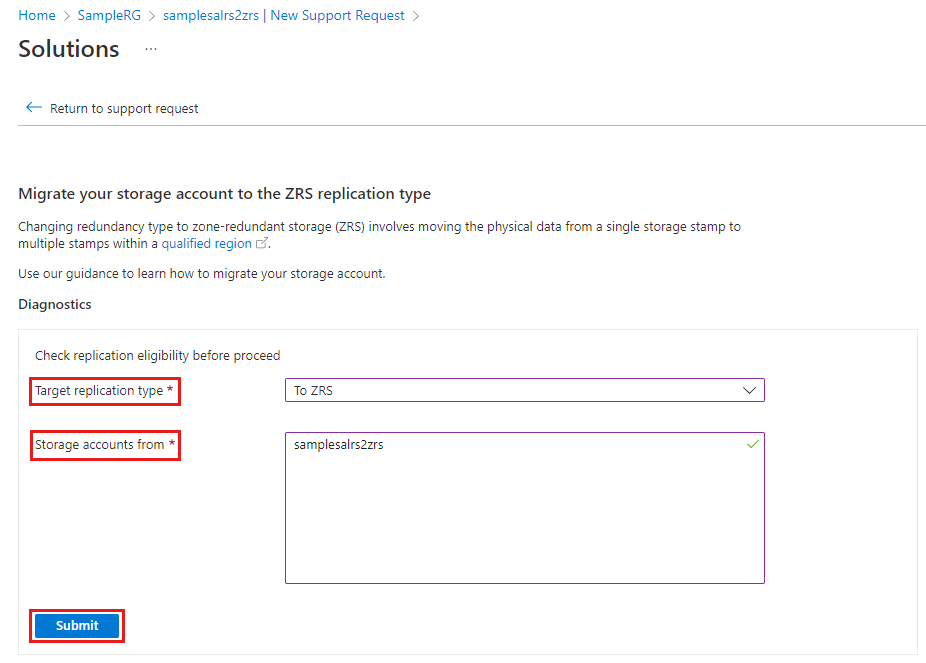 Home > SampleRG > samplesalrs2zrs | New Support Request >
Solutions ...
← Return to support request
Migrate your storage account to the ZRS replication type
Changing redundancy type to zone-redundant storage (ZRS) involves moving the physical data from a single storage stamp to
multiple stamps within a qualified region.
Use our guidance to learn how to migrate your storage account.
Diagnostics
Check replication eligibility before proceed
Target replication type * To ZRS
Storage accounts from * samplesalrs2zrs
Submit